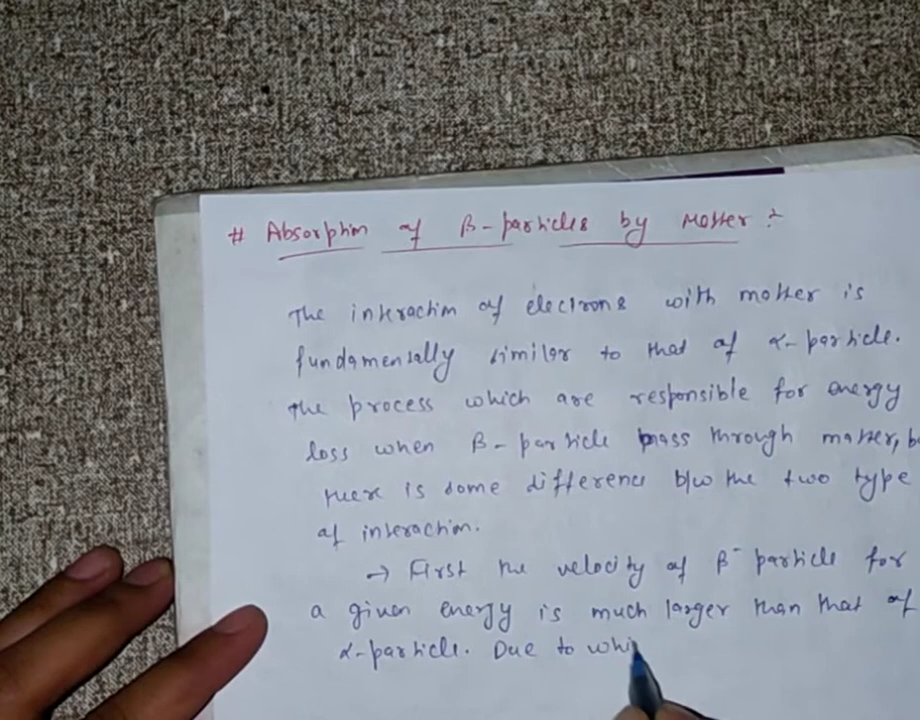 # Absorption of β-particles by Matter :-
The interaction of electrons with matter is
fundamentally similar to that of α-particle.
The process which are responsible for energy
loss when β-particle pass through matter, b
there is some difference b/w the two type
of interaction.
→ First the velocity of β⁻ particle for
a given energy is much larger than that of
α-particle. Due to whi